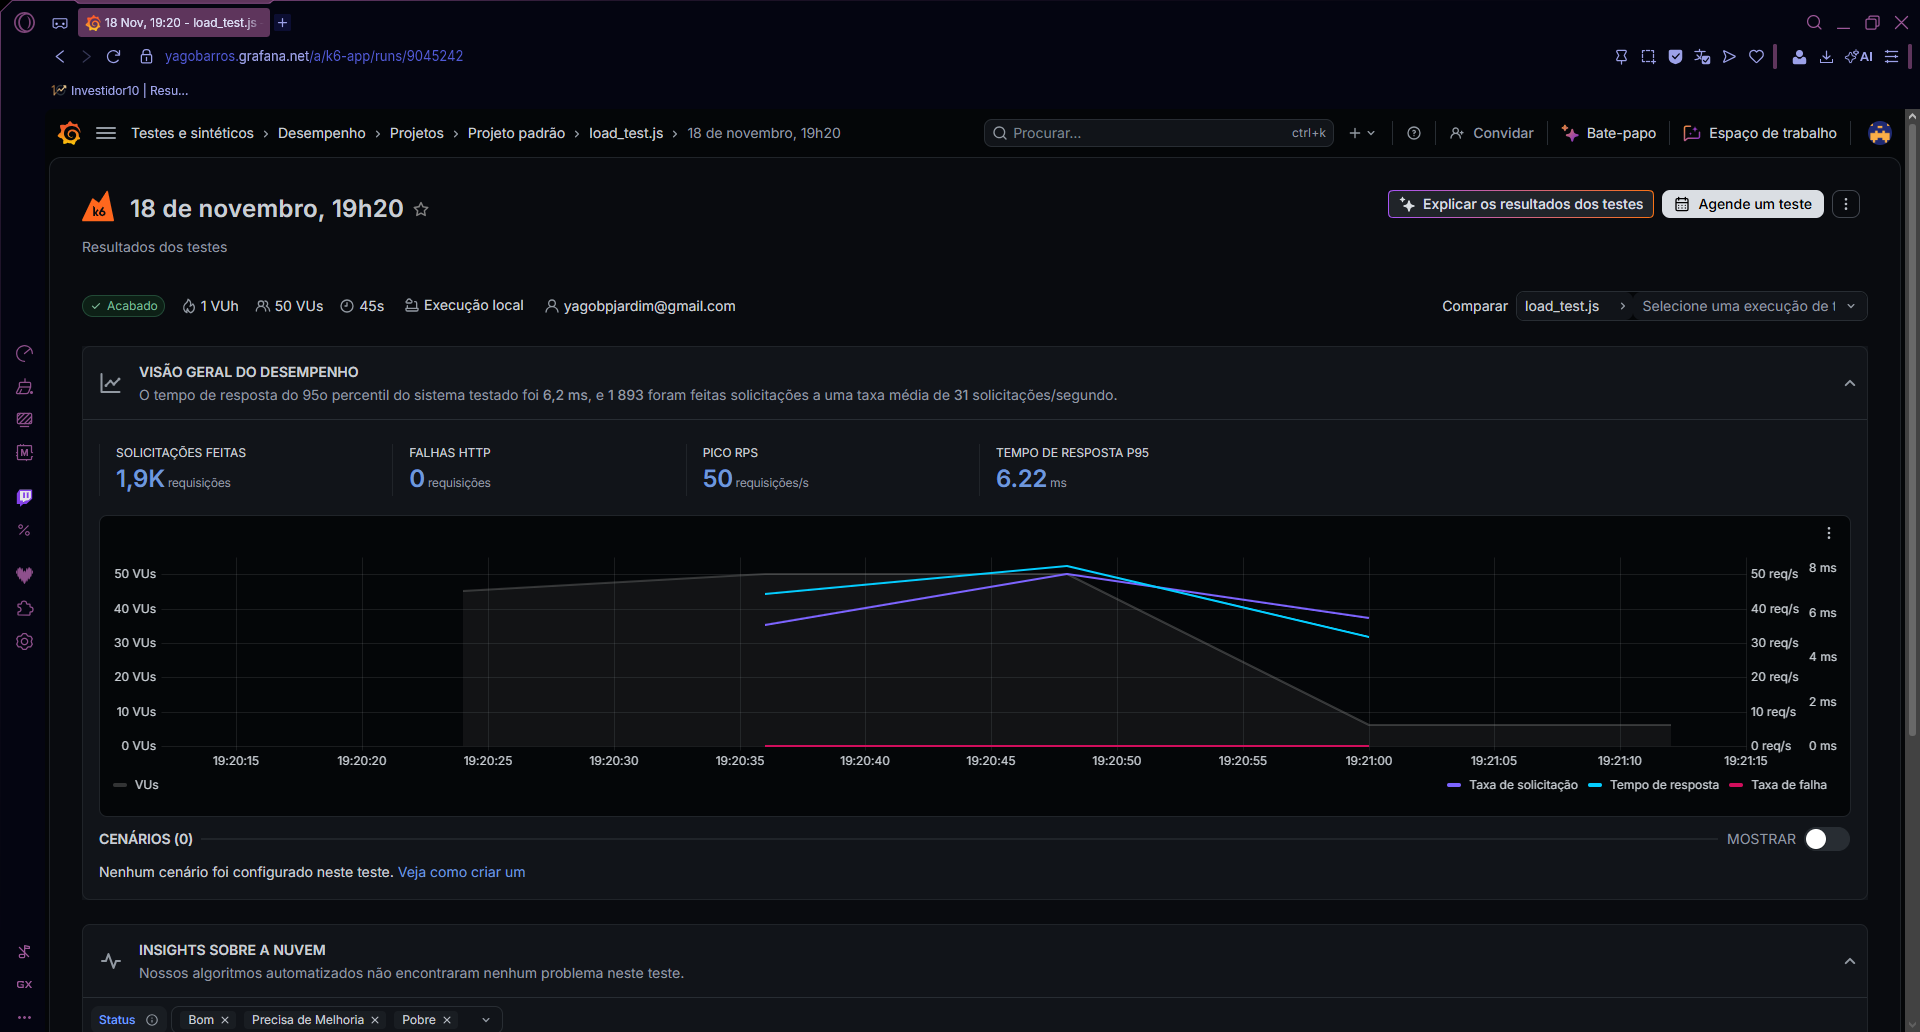 18 Nov, 19:20 - load_test.js
yagobarros.grafana.net/a/k6-app/runs/9045242
AI
Investidor10 | Resu...
Testes e sintéticos › Desempenho › Projetos › Projeto padrão › load_test.js › 18 de novembro, 19h20
Procurar... ctrl+k
Convidar
Bate-papo
Espaço de trabalho
k6
18 de novembro, 19h20
Explicar os resultados dos testes
Agende um teste
Resultados dos testes
Acabado
1 VUh
50 VUs
45s
Execução local
yagobpjardim@gmail.com
Comparar
load_test.js
›
Selecione uma execução de t
VISÃO GERAL DO DESEMPENHO
O tempo de resposta do 95o percentil do sistema testado foi 6,2 ms, e 1 893 foram feitas solicitações a uma taxa média de 31 solicitações/segundo.
SOLICITAÇÕES FEITAS
1,9K requisições
FALHAS HTTP
0 requisições
PICO RPS
50 requisições/s
TEMPO DE RESPOSTA P95
6.22 ms
50 VUs
40 VUs
30 VUs
20 VUs
10 VUs
0 VUs
50 req/s
40 req/s
30 req/s
20 req/s
10 req/s
0 req/s
8 ms
6 ms
4 ms
2 ms
0 ms
19:20:15 19:20:20 19:20:25 19:20:30 19:20:35 19:20:40 19:20:45 19:20:50 19:20:55 19:21:00 19:21:05 19:21:10 19:21:15
VUs
Taxa de solicitação
Tempo de resposta
Taxa de falha
CENÁRIOS (0)
MOSTRAR
Nenhum cenário foi configurado neste teste. Veja como criar um
INSIGHTS SOBRE A NUVEM
Nossos algoritmos automatizados não encontraram nenhum problema neste teste.
Status
Bom
Precisa de Melhoria
Pobre
M
GX